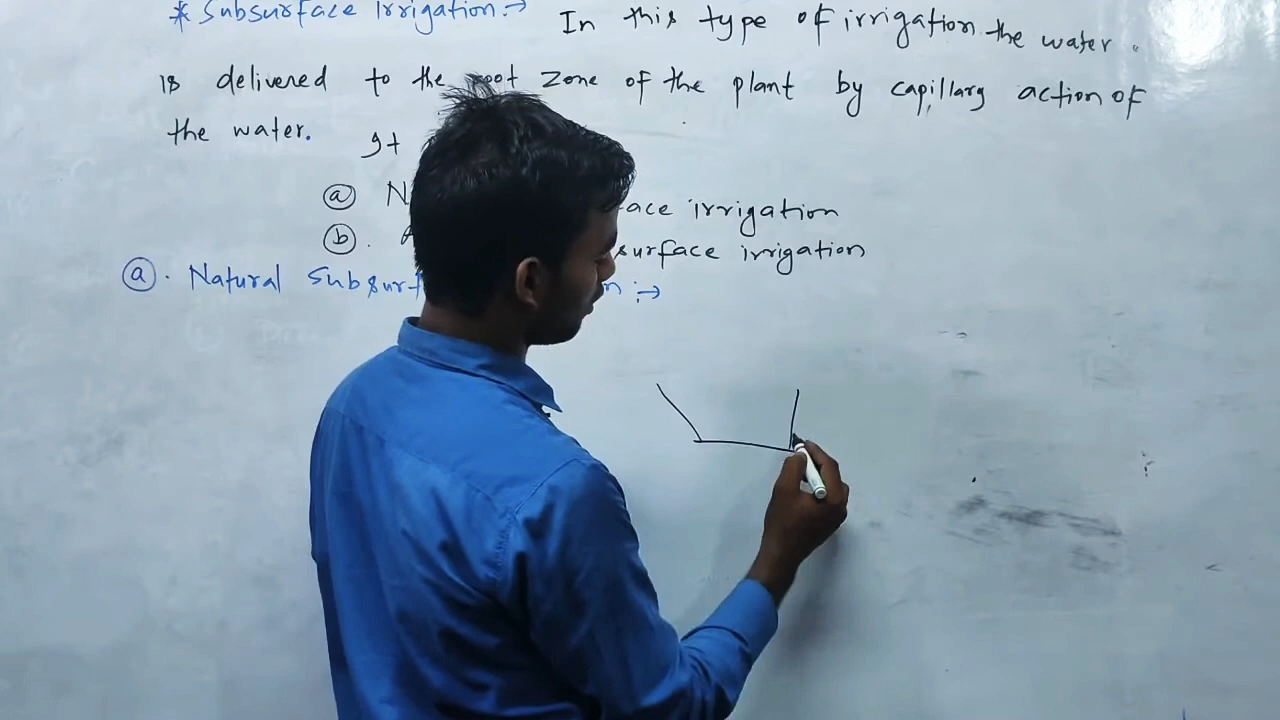 * Subsurface Irrigation :→ In this type of irrigation the water
is delivered to the root zone of the plant by capillary action of
the water. It
(a) N ace irrigation
(b). surface irrigation
(a). Natural Subsurf n :→